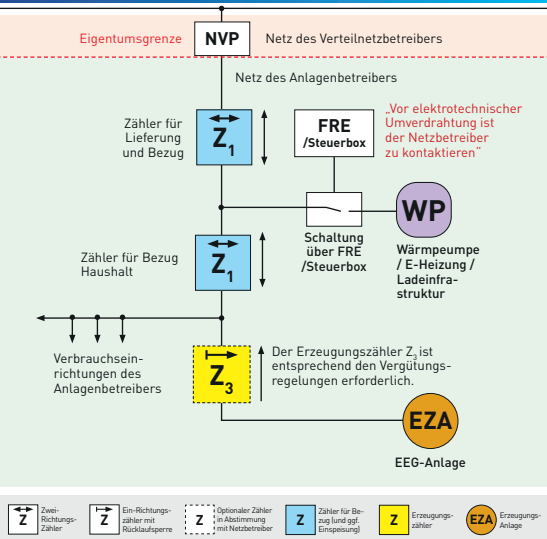 Eigentumsgrenze
NVP
Netz des Verteilnetzbetreibers
Netz des Anlagenbetreibers
Zähler für
Lieferung
und Bezug
Z1
FRE
/Steuerbox
„Vor elektrotechnischer
Umverdrahtung ist
der Netzbetreiber
zu kontaktieren“
Schaltung
über FRE
/Steuerbox
WP
Wärmepumpe
/ E-Heizung /
Ladeinfra-
struktur
Zähler für Bezug
Haushalt
Z1
Verbrauchsein-
richtungen des
Anlagenbetreibers
Z3
Der Erzeugungszähler Z3 ist
entsprechend den Vergütungs-
regelungen erforderlich.
EZA
EEG-Anlage
Z
Zwei-
Richtungs-
Zähler
Z
Ein-Richtungs-
zähler mit
Rücklaufsperre
Z
Optionaler Zähler
in Abstimmung
mit Netzbetreiber
Z
Zähler für Be-
zug (und ggf.
Einspeisung)
Z
Erzeugungs-
zähler
EZA
Erzeugungs-
Anlage